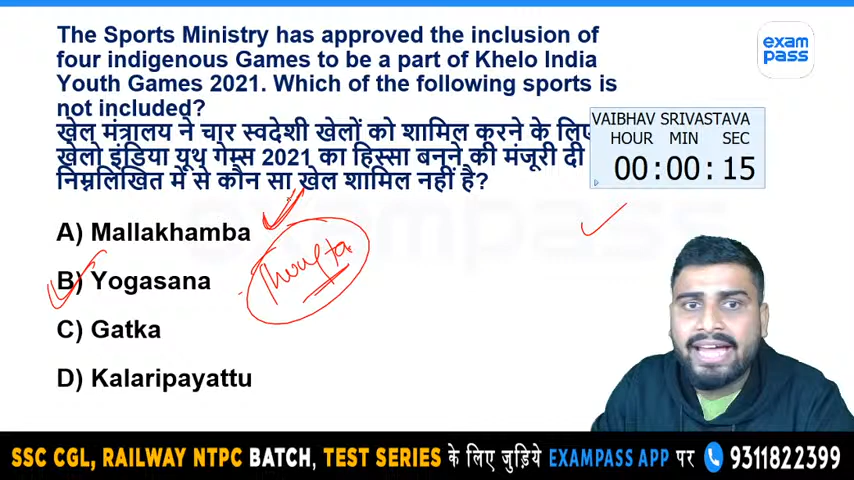 The Sports Ministry has approved the inclusion of
four indigenous Games to be a part of Khelo India
Youth Games 2021. Which of the following sports is
not included?
खेल मंत्रालय ने चार स्वदेशी खेलों को शामिल करने के लिए
खेलो इंडिया यूथ गेम्स 2021 का हिस्सा बनने की मंजूरी दी
निम्नलिखित में से कौन सा खेल शामिल नहीं है?
exam
pass
VAIBHAV SRIVASTAVA
HOUR MIN SEC
00:00:15
A) Mallakhamba
B) Yogasana
C) Gatka
D) Kalaripayattu
SSC CGL, RAILWAY NTPC BATCH, TEST SERIES के लिए जुड़िये EXAMPASS APP पर 9311822399